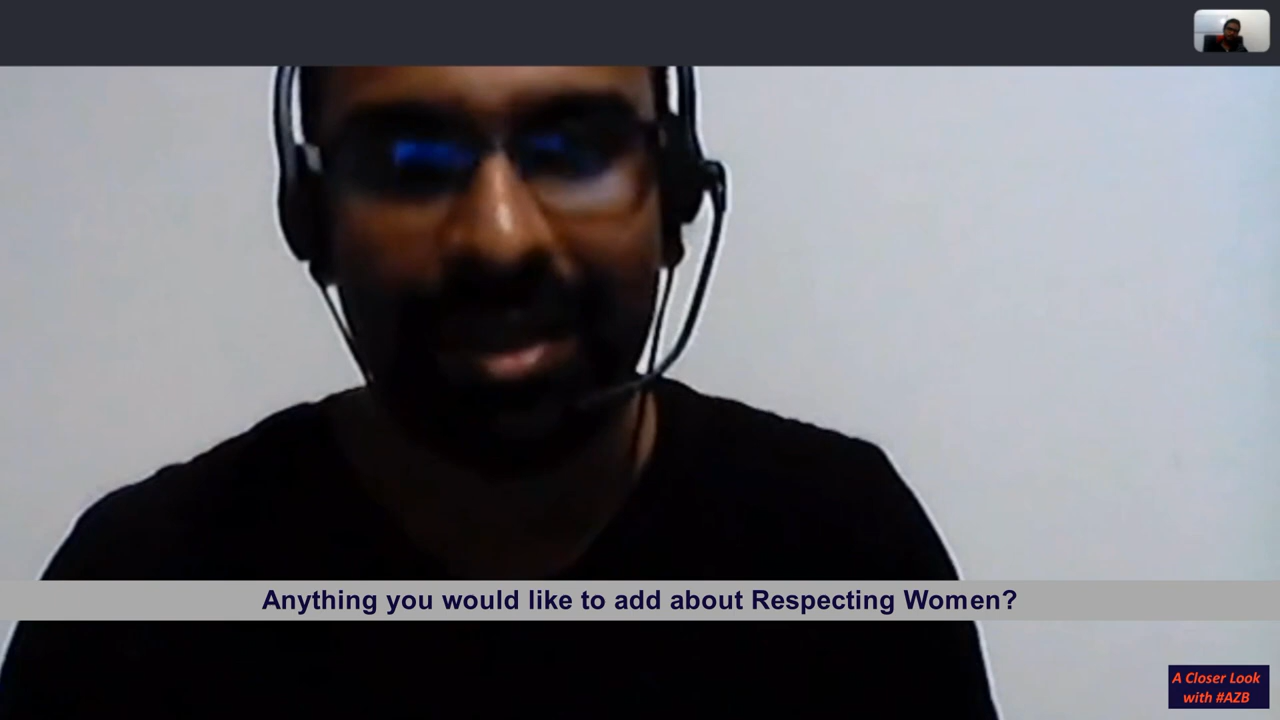 Anything you would like to add about Respecting Women?
A Closer Look
with #AZB